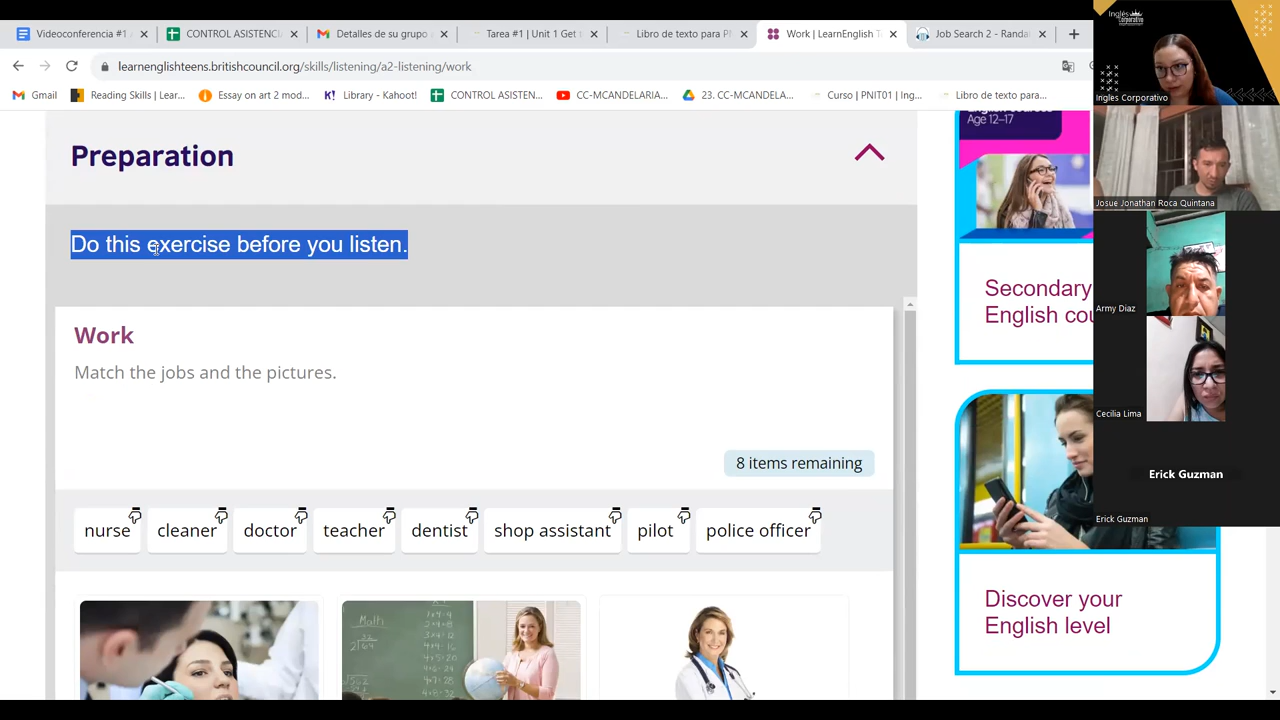 Videoconferencia #1
CONTROL ASISTENCI
Detalles de su grupo
Tarea #1 | Unit 1 Get
Libro de texto para P
Work | LearnEnglish T
Job Search 2 - Randa
learnenglishteens.britishcouncil.org/skills/listening/a2-listening/work
Gmail
Reading Skills | Lear...
Essay on art 2 mod...
Library - Ka
CONTROL ASISTEN...
CC-MCANDELARIA...
23. CC-MCANDELA...
Curso | PNIT01 | Ing...
Libro de texto para...
Preparation
Do this exercise before you listen.
Work
Match the jobs and the pictures.
8 items remaining
nurse
cleaner
doctor
teacher
dentist
shop assistant
pilot
police officer
Math
Age 12–17
Secondary
English cou
Discover your
English level
Inglés
Corporativo
Ingles Corporativo
Josue Jonathan Roca Quintana
Army Diaz
Cecilia Lima
Erick Guzman
Erick Guzman